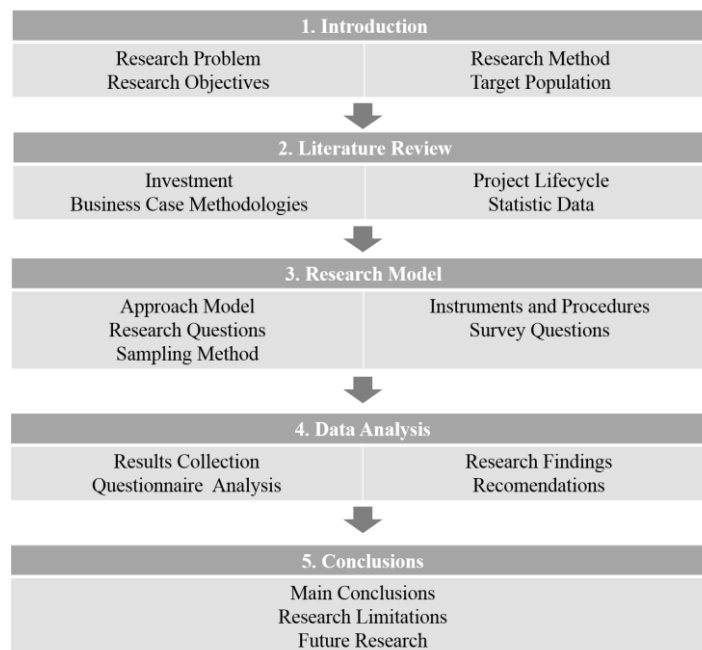 1. Introduction
Research Problem
Research Objectives
Research Method
Target Population
2. Literature Review
Investment
Business Case Methodologies
Project Lifecycle
Statistic Data
3. Research Model
Approach Model
Research Questions
Sampling Method
Instruments and Procedures
Survey Questions
4. Data Analysis
Results Collection
Questionnaire Analysis
Research Findings
Recomendations
5. Conclusions
Main Conclusions
Research Limitations
Future Research